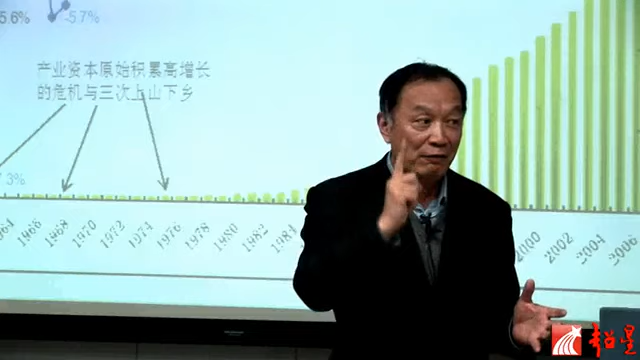 5.6% -5.7%
产业资本原始积累高增长
的危机与三次上山下乡
1966 1968 1970 1972 1974 1976 1978 1980 1982 1984 2000 2002 2004 2006
超星